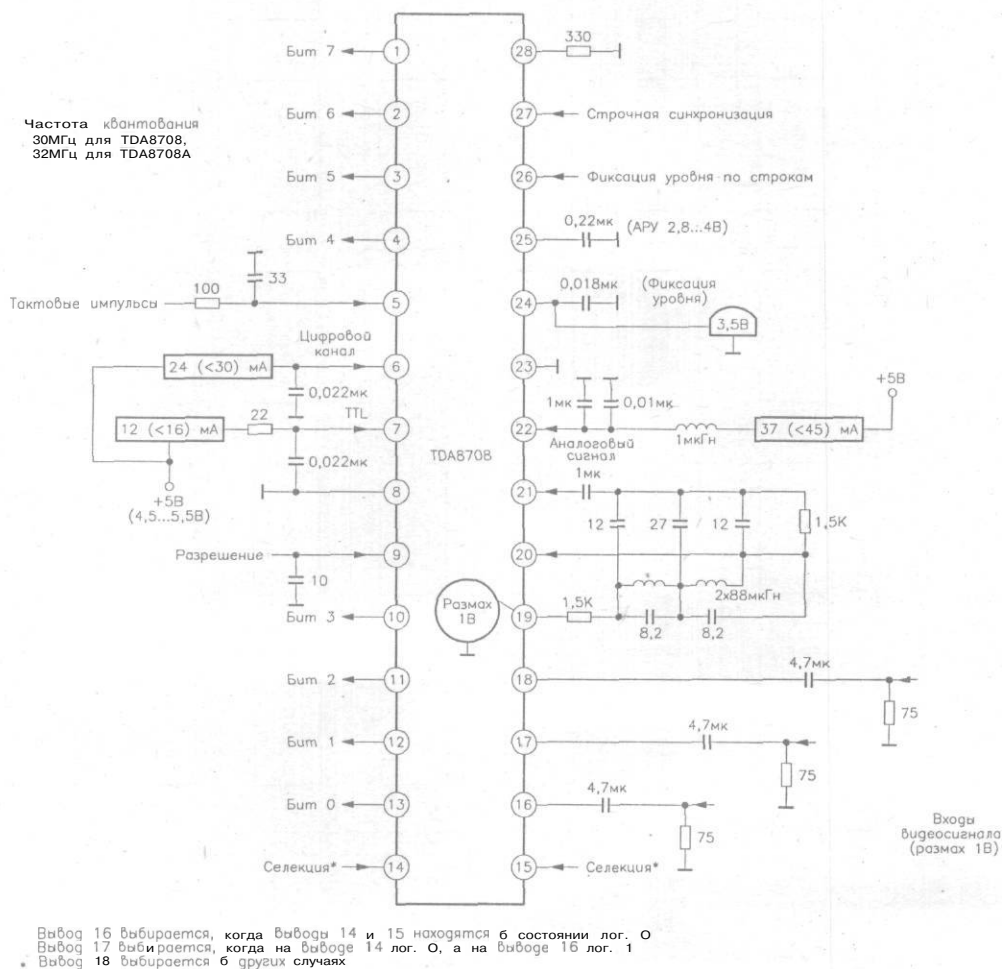 Бит 7
1
28
330
Бит 6
2
27
Строчная синхронизация
Частота квантования
30МГц для TDA8708,
32МГц для TDA8708A
Бит 5
3
26
Фиксация уровня по строкам
Бит 4
4
25
0,22мк
(АРУ 2,8...4В)
Тактовые импульсы
100
33
5
24
0,018мк
(Фиксация
уровня)
3,5В
Цифровой
канал
24 (<30) мА
6
0,022мк
23
12 (<16) мА
22
TTL
7
0,022мк
+5В
(4,5...5,5В)
TDA8708
22
1мк
0,01мк
Аналоговый
сигнал
1мкГн
37 (<45) мА
+5В
8
21
1мк
12
27
12
1,5К
Разрешение
9
10
20
2х88мкГн
Бит 3
10
Размах
1В
19
1,5К
8,2
8,2
Бит 2
11
18
4,7мк
75
Бит 1
12
17
4,7мк
75
Бит 0
13
16
4,7мк
75
Входы
видеосигнала
(размах 1В)
Селекция*
14
15
Селекция*
Вывод 16 выбирается, когда выводы 14 и 15 находятся б состоянии лог. О
Вывод 17 выбирается, когда на выводе 14 лог. О, а на выводе 16 лог. 1
* Вывод 18 выбирается б других случаях